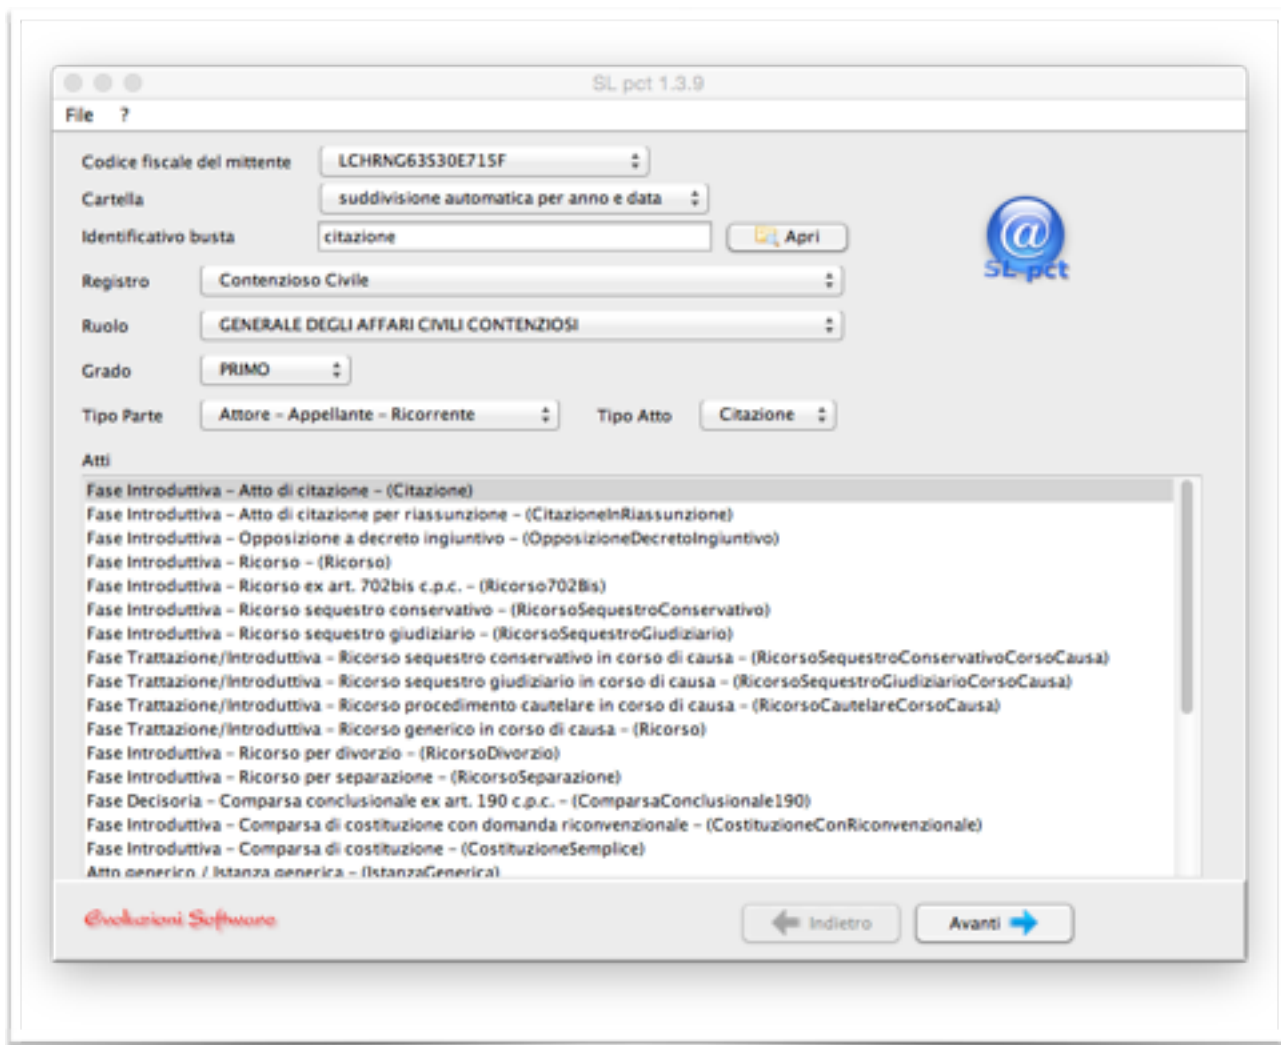 SL pct 1.3.9
File ?
Codice fiscale del mittente LCHRNG63S30E715F
Cartella suddivisione automatica per anno e data
Identificativo busta citazione Apri
SL pct
Registro Contenzioso Civile
Ruolo GENERALE DEGLI AFFARI CIVILI CONTENZIOSI
Grado PRIMO
Tipo Parte Attore - Appellante - Ricorrente Tipo Atto Citazione
Atti
Fase Introduttiva - Atto di citazione - (Citazione)
Fase Introduttiva - Atto di citazione per riassunzione - (CitazioneInRiassunzione)
Fase Introduttiva - Opposizione a decreto ingiuntivo - (OpposizioneDecretoIngiuntivo)
Fase Introduttiva - Ricorso - (Ricorso)
Fase Introduttiva - Ricorso ex art. 702bis c.p.c. - (Ricorso702Bis)
Fase Introduttiva - Ricorso sequestro conservativo - (RicorsoSequestroConservativo)
Fase Introduttiva - Ricorso sequestro giudiziario - (RicorsoSequestroGiudiziario)
Fase Trattazione/Introduttiva - Ricorso sequestro conservativo in corso di causa - (RicorsoSequestroConservativoCorsoCausa)
Fase Trattazione/Introduttiva - Ricorso sequestro giudiziario in corso di causa - (RicorsoSequestroGiudiziarioCorsoCausa)
Fase Trattazione/Introduttiva - Ricorso procedimento cautelare in corso di causa - (RicorsoCautelareCorsoCausa)
Fase Trattazione/Introduttiva - Ricorso generico in corso di causa - (Ricorso)
Fase Introduttiva - Ricorso per divorzio - (RicorsoDivorzio)
Fase Introduttiva - Ricorso per separazione - (RicorsoSeparazione)
Fase Decisoria - Comparsa conclusionale ex art. 190 c.p.c. - (ComparsaConclusionale190)
Fase Introduttiva - Comparsa di costituzione con domanda riconvenzionale - (CostituzioneConRiconvenzionale)
Fase Introduttiva - Comparsa di costituzione - (CostituzioneSemplice)
Atto generico / Istanza generica - (IstanzaGenerica)
Evoluzioni Software Indietro Avanti